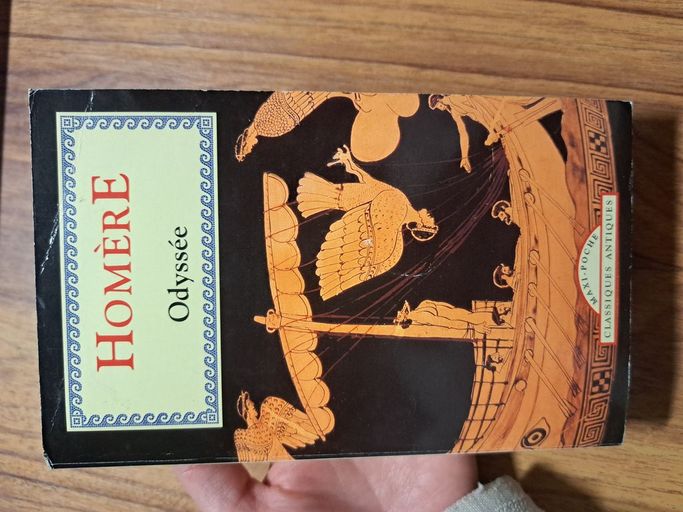 HOMÈRE
Odyssée
MAXI-POCHE
CLASSIQUES ANTIQUES